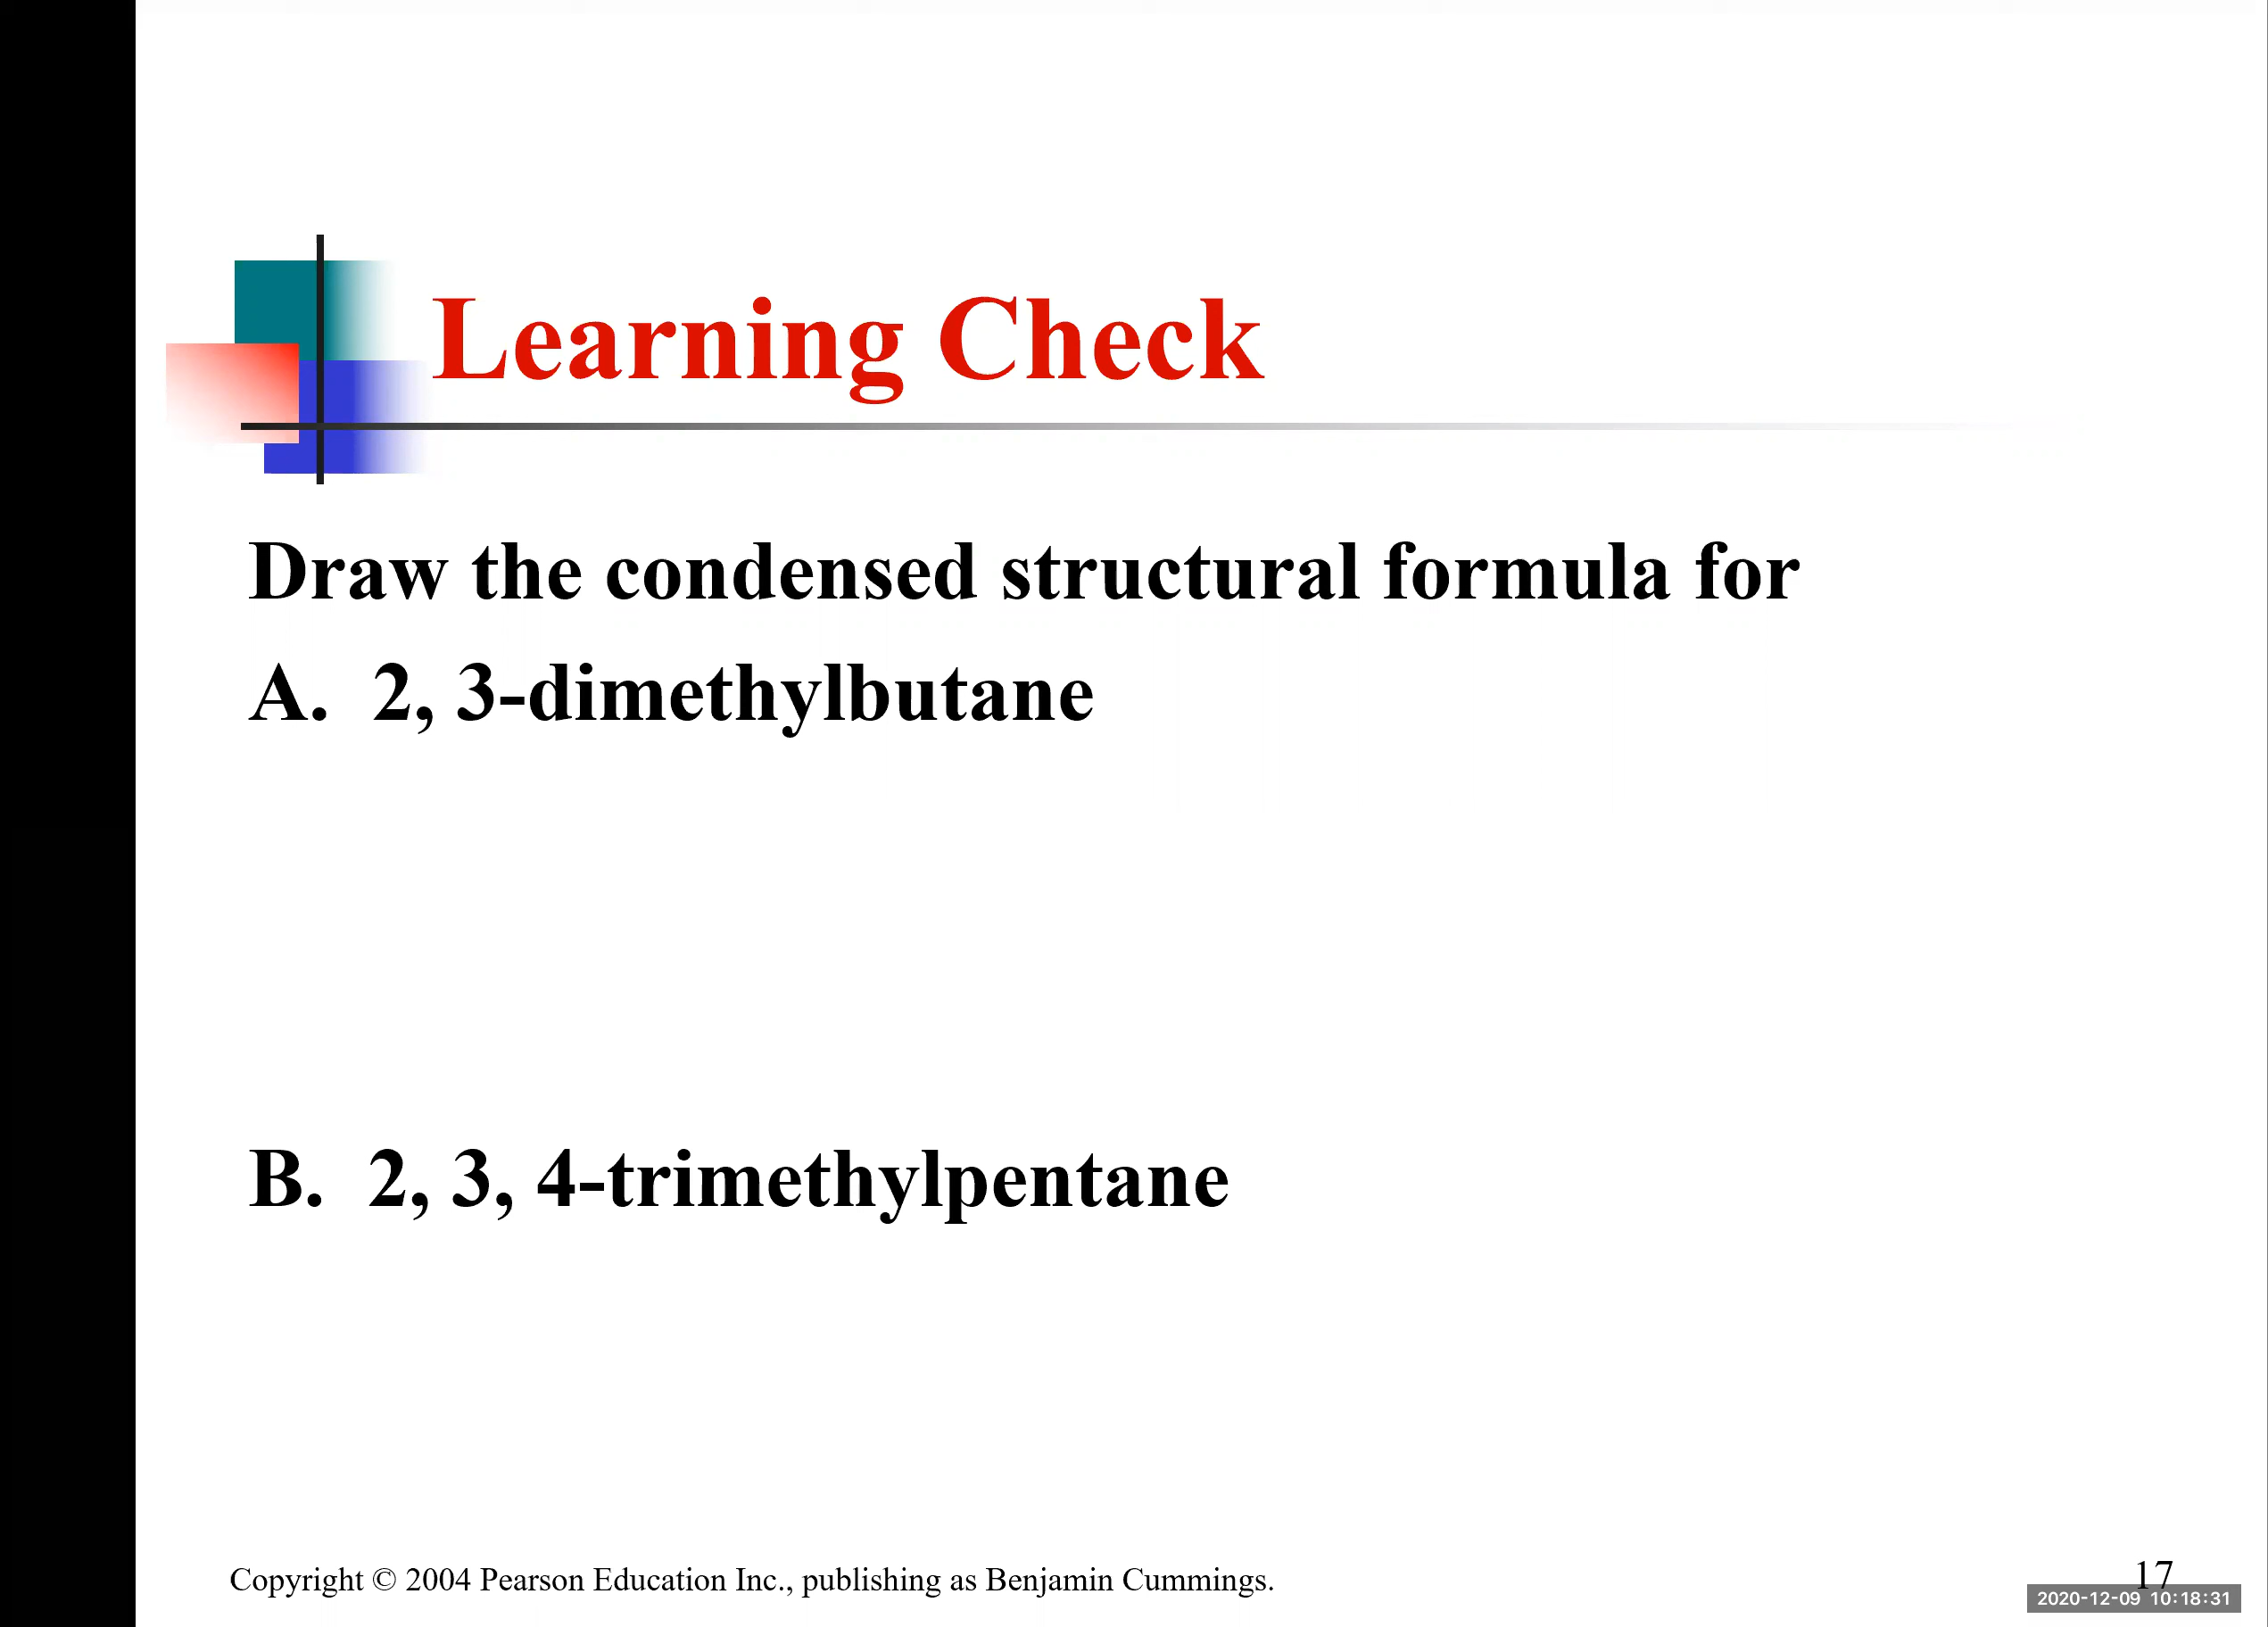 Learning Check
Draw the condensed structural formula for
A. 2, 3-dimethylbutane
B. 2, 3, 4-trimethylpentane
Copyright © 2004 Pearson Education Inc., publishing as Benjamin Cummings.
17
2020-12-09 10:18:31